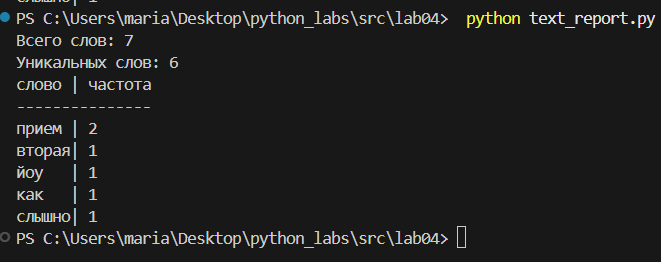 слышно| 1
PS C:\Users\maria\Desktop\python_labs\src\lab04>  python text_report.py
Всего слов: 7
Уникальных слов: 6
слово | частота
---------------
прием | 2
вторая| 1
йоу   | 1
как   | 1
слышно| 1
PS C:\Users\maria\Desktop\python_labs\src\lab04>